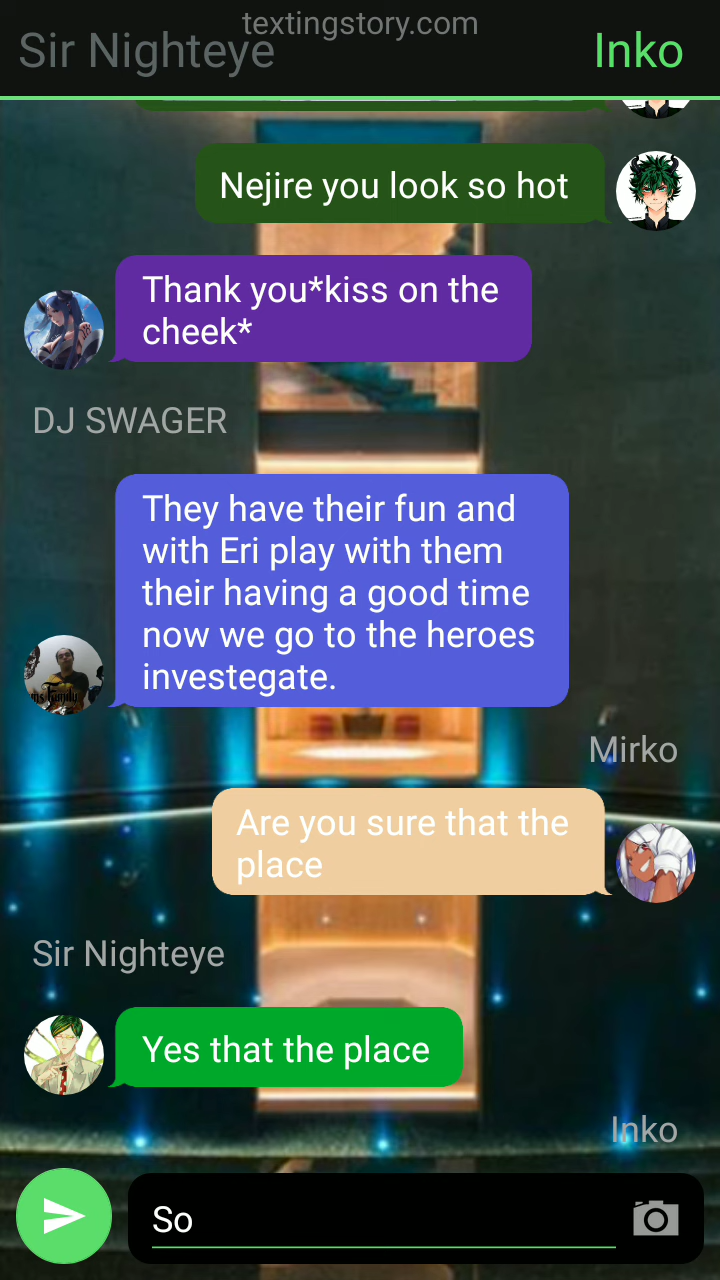 textingstory.com
Sir Nighteye
Inko
Nejire you look so hot
Thank you*kiss on the
cheek*
DJ SWAGER
They have their fun and
with Eri play with them
their having a good time
now we go to the heroes
investegate.
Mirko
Are you sure that the
place
Sir Nighteye
Yes that the place
Inko
So